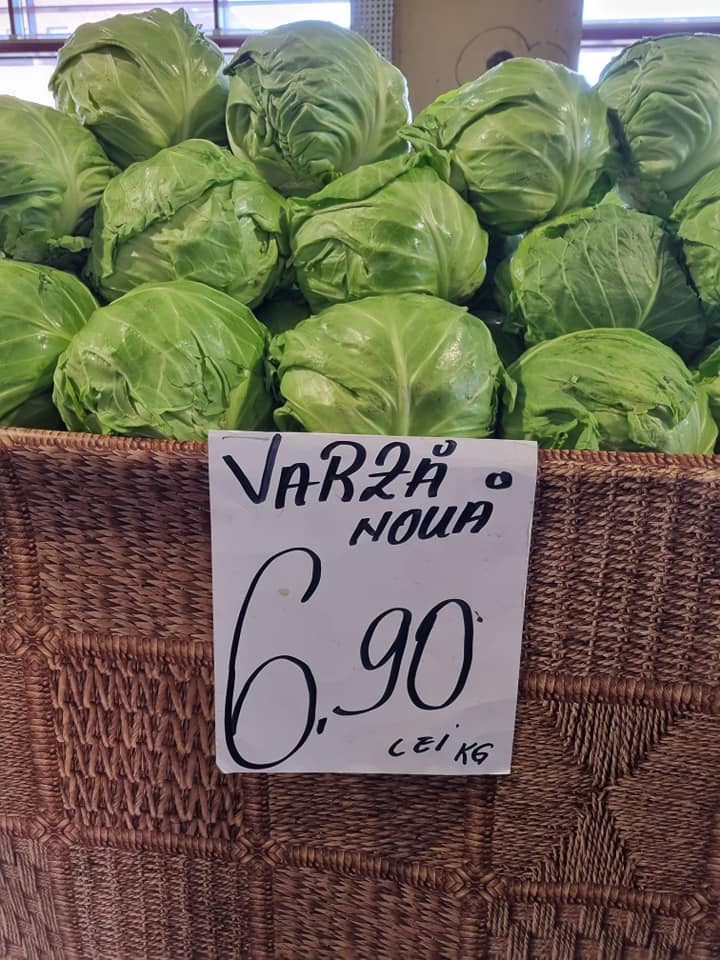 VARZĂ
NOUĂ
6,90
LEI KG